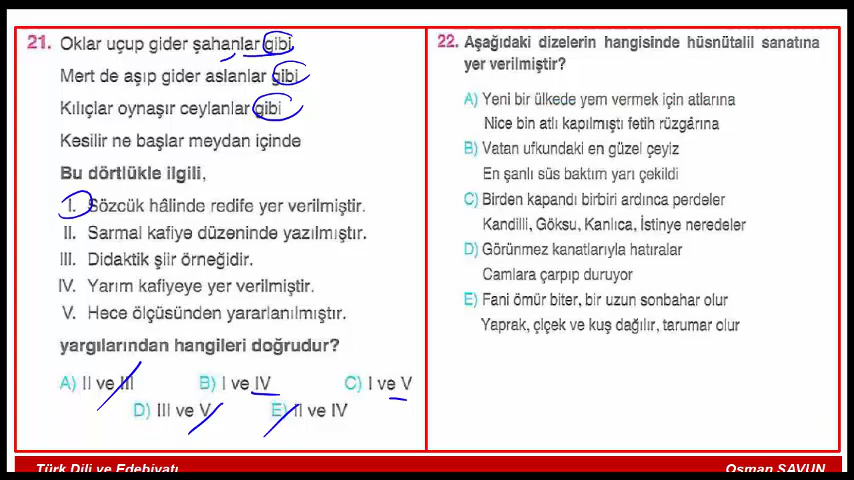 21. Oklar uçup gider şahanlar gibi
Mert de aşıp gider aslanlar gibi
Kılıçlar oynaşır ceylanlar gibi
Kesilir ne başlar meydan içinde
Bu dörtlükle ilgili,
I. Sözcük hâlinde redife yer verilmiştir.
II. Sarmal kafiye düzeninde yazılmıştır.
III. Didaktik şiir örneğidir.
IV. Yarım kafiyeye yer verilmiştir.
V. Hece ölçüsünden yararlanılmıştır.
yargılarından hangileri doğrudur?
A) II ve III B) I ve IV C) I ve V
D) III ve V E) II ve IV
22. Aşağıdaki dizelerin hangisinde hüsnütalil sanatına
yer verilmiştir?
A) Yeni bir ülkede yem vermek için atlarına
Nice bin atlı kapılmıştı fetih rüzgârına
B) Vatan ufkundaki en güzel çeyiz
En şanlı süs baktım yarı çekildi
C) Birden kapandı birbiri ardınca perdeler
Kandilli, Göksu, Kanlıca, İstinye neredeler
D) Görünmez kanatlarıyla hatıralar
Camlara çarpıp duruyor
E) Fani ömür biter, bir uzun sonbahar olur
Yaprak, çiçek ve kuş dağılır, tarumar olur
Türk Dili ve Edebiyatı Osman SAVUN